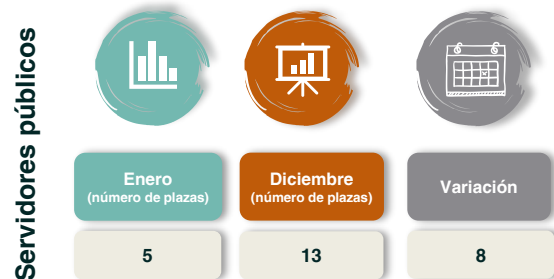 Servidores públicos
Enero
(número de plazas)
Diciembre
(número de plazas)
Variación
5
13
8